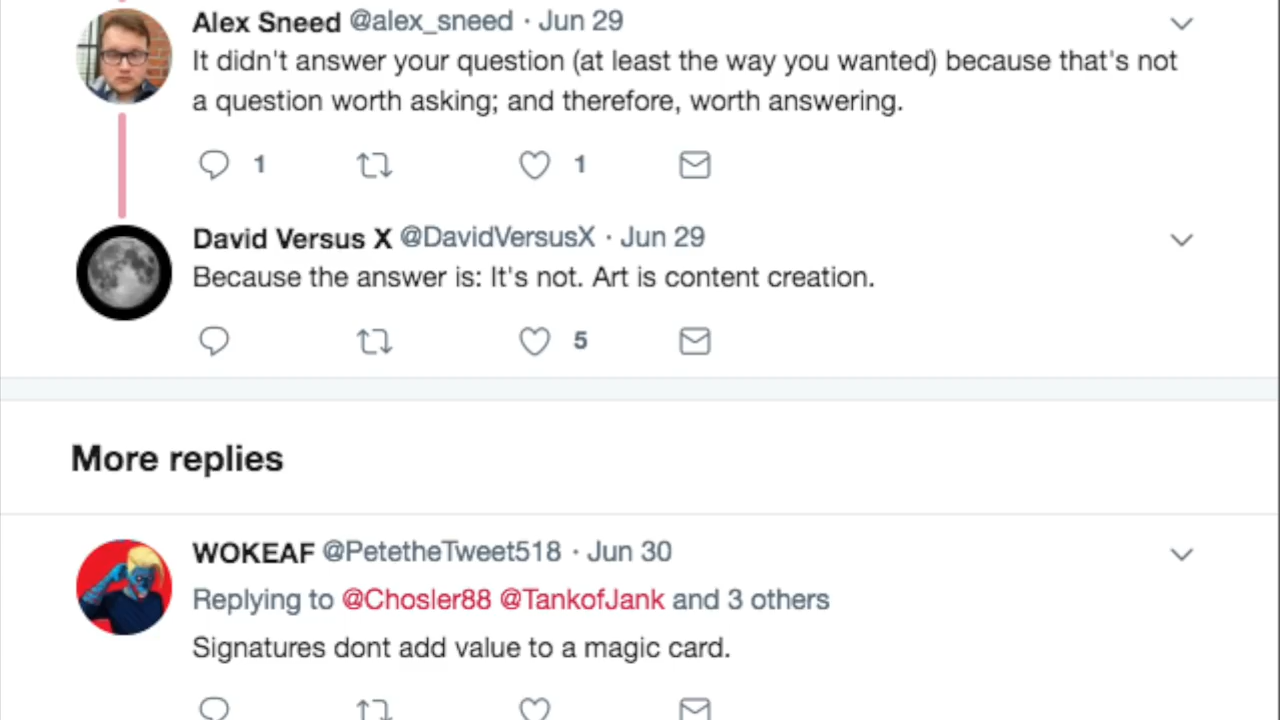 Alex Sneed @alex_sneed · Jun 29
It didn't answer your question (at least the way you wanted) because that's not
a question worth asking; and therefore, worth answering.
1 1
David Versus X @DavidVersusX · Jun 29
Because the answer is: It's not. Art is content creation.
5
More replies
WOKEAF @PetetheTweet518 · Jun 30
Replying to @Chosler88 @TankofJank and 3 others
Signatures dont add value to a magic card.